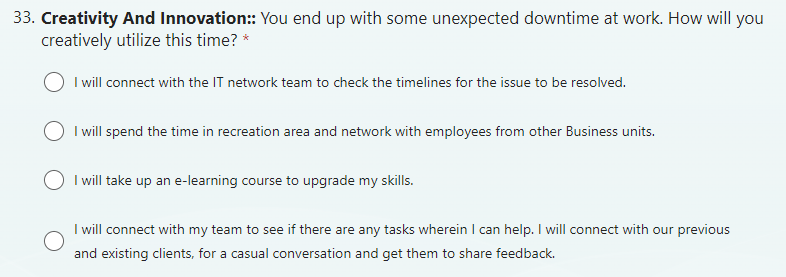 33. Creativity And Innovation:: You end up with some unexpected downtime at work. How will you
creatively utilize this time? *
I will connect with the IT network team to check the timelines for the issue to be resolved.
I will spend the time in recreation area and network with employees from other Business units.
I will take up an e-learning course to upgrade my skills.
I will connect with my team to see if there are any tasks wherein I can help. I will connect with our previous
and existing clients, for a casual conversation and get them to share feedback.